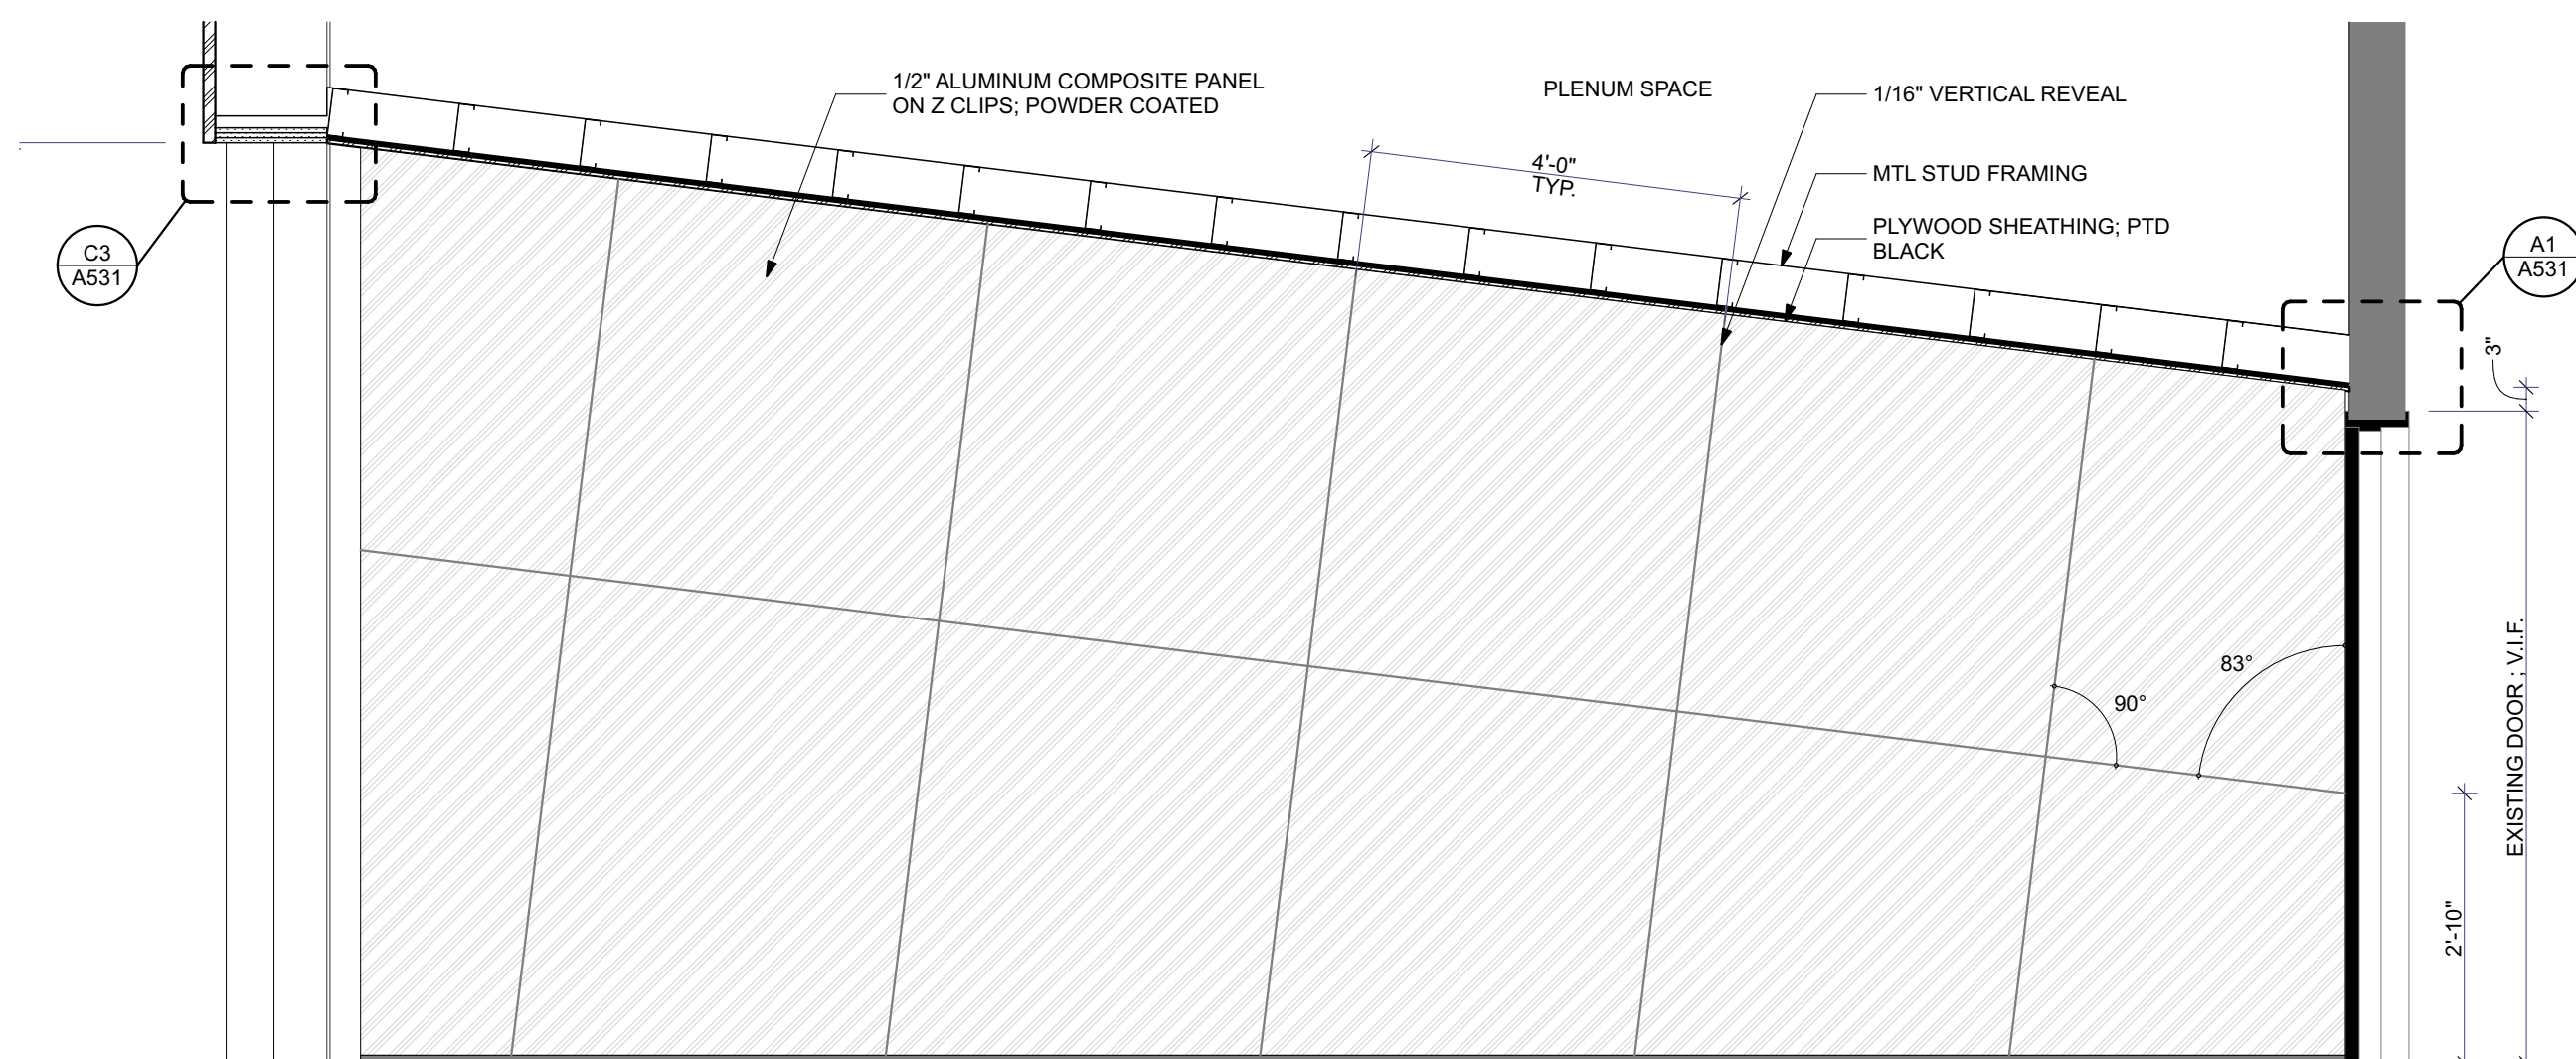 1/2" ALUMINUM COMPOSITE PANEL
ON Z CLIPS; POWDER COATED
PLENUM SPACE
1/16" VERTICAL REVEAL
4'-0"
TYP.
MTL STUD FRAMING
PLYWOOD SHEATHING; PTD
BLACK
C3
A531
A1
A531
3"
83°
90°
EXISTING DOOR ; V.I.F.
2'-10"